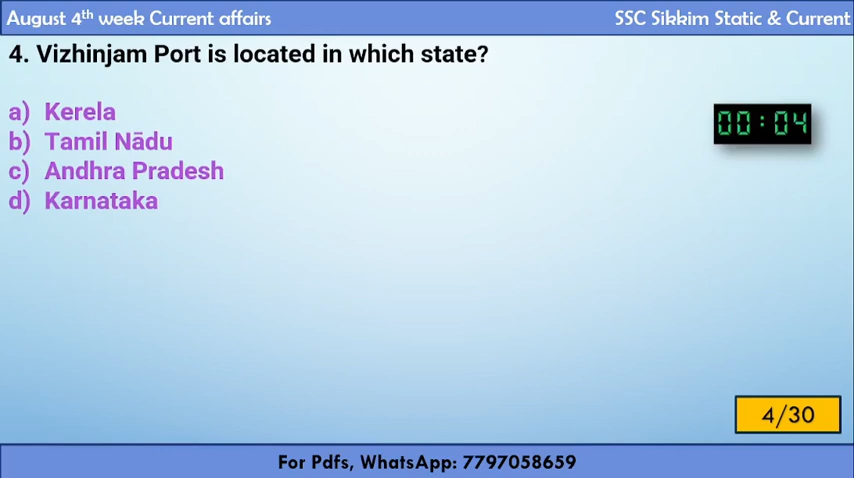 August 4th week Current affairs
SSC Sikkim Static & Current
4. Vizhinjam Port is located in which state?
a) Kerela
00:04
b) Tamil Nādu
c) Andhra Pradesh
d) Karnataka
4/30
For Pdfs, WhatsApp: 7797058659